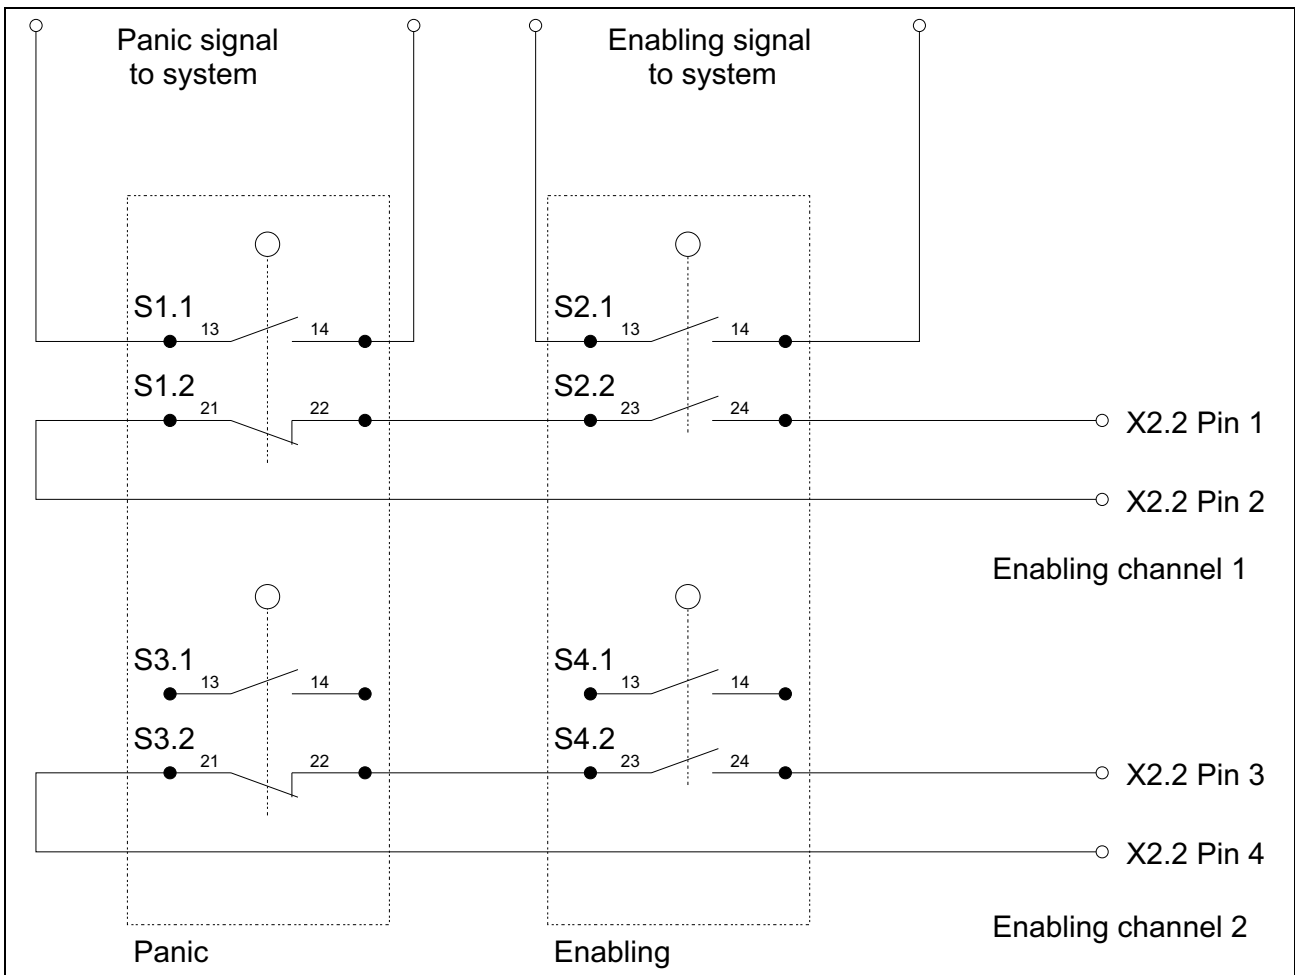 Panic signal
to system
Enabling signal
to system
S1.1
13
14
S2.1
13
14
S1.2
21
22
S2.2
23
24
X2.2 Pin 1
X2.2 Pin 2
Enabling channel 1
S3.1
13
14
S4.1
13
14
S3.2
21
22
S4.2
23
24
X2.2 Pin 3
X2.2 Pin 4
Enabling channel 2
Panic
Enabling